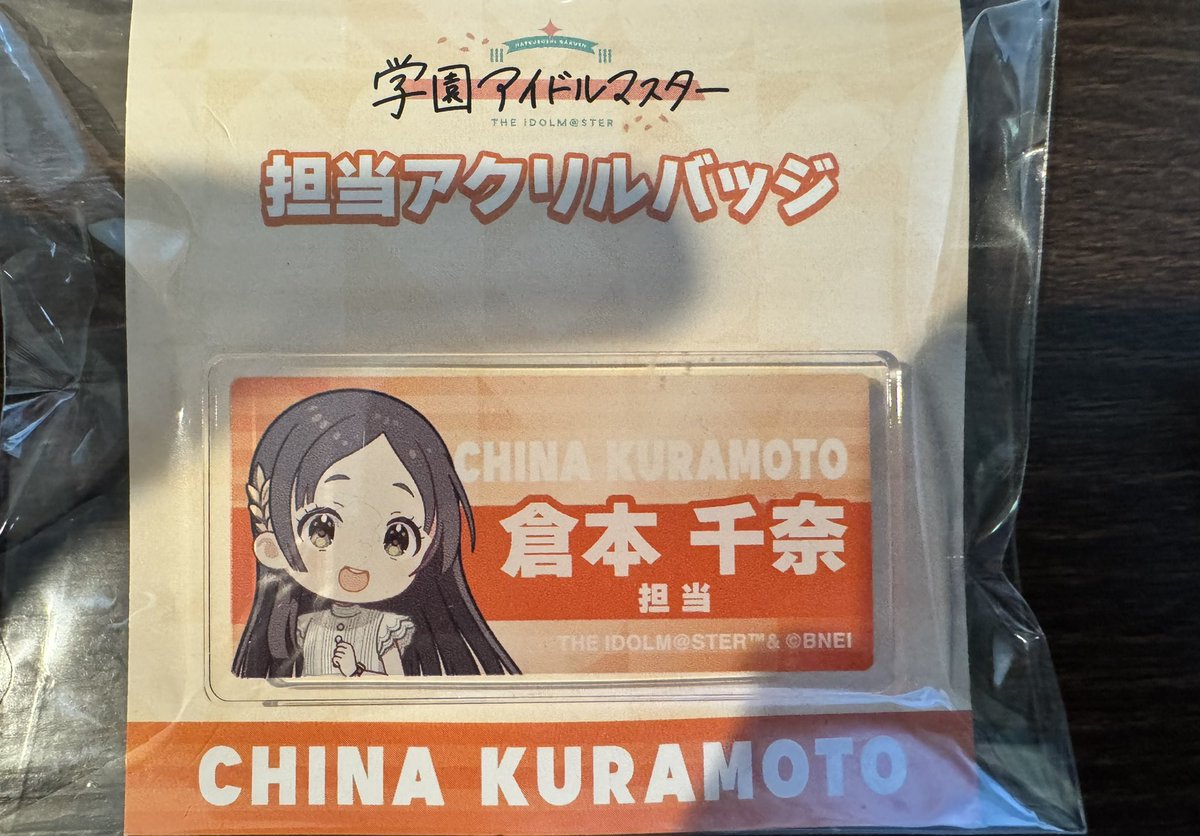 HATSUBOSHI GAKUEN
学園アイドルマスター
THE IDOLM@STER
担当アクリルバッジ
CHINA KURAMOTO
倉本 千奈
担当
THE IDOLM@STER™& ©BNEI
CHINA KURAMOTO